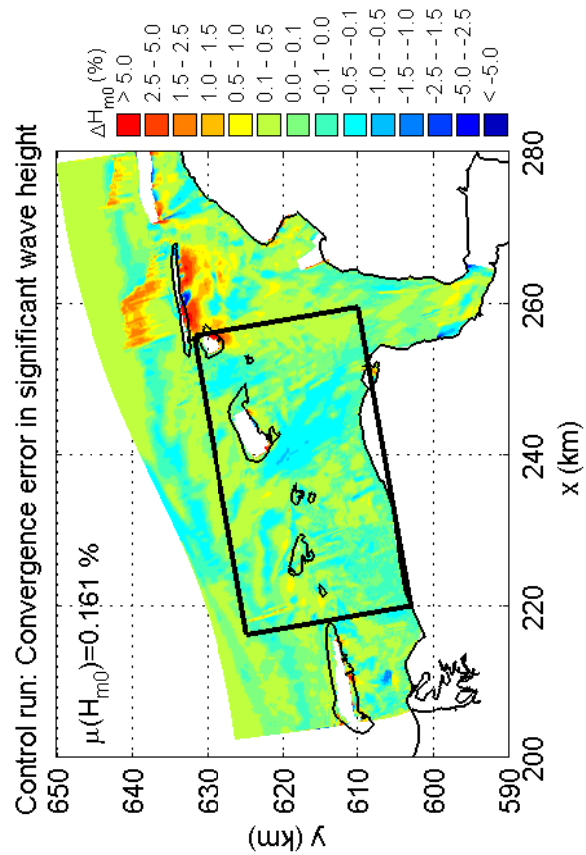 Control run: Convergence error in significant wave height
μ(Hm0)=0.161 %
y (km)
650
640
630
620
610
600
590
200
220
240
260
280
x (km)
ΔHm0(%)
> 5.0
2.5 - 5.0
1.5 - 2.5
1.0 - 1.5
0.5 - 1.0
0.1 - 0.5
0.0 - 0.1
-0.1 - 0.0
-0.5 - -0.1
-1.0 - -0.5
-1.5 - -1.0
-2.5 - -1.5
-5.0 - -2.5
< -5.0